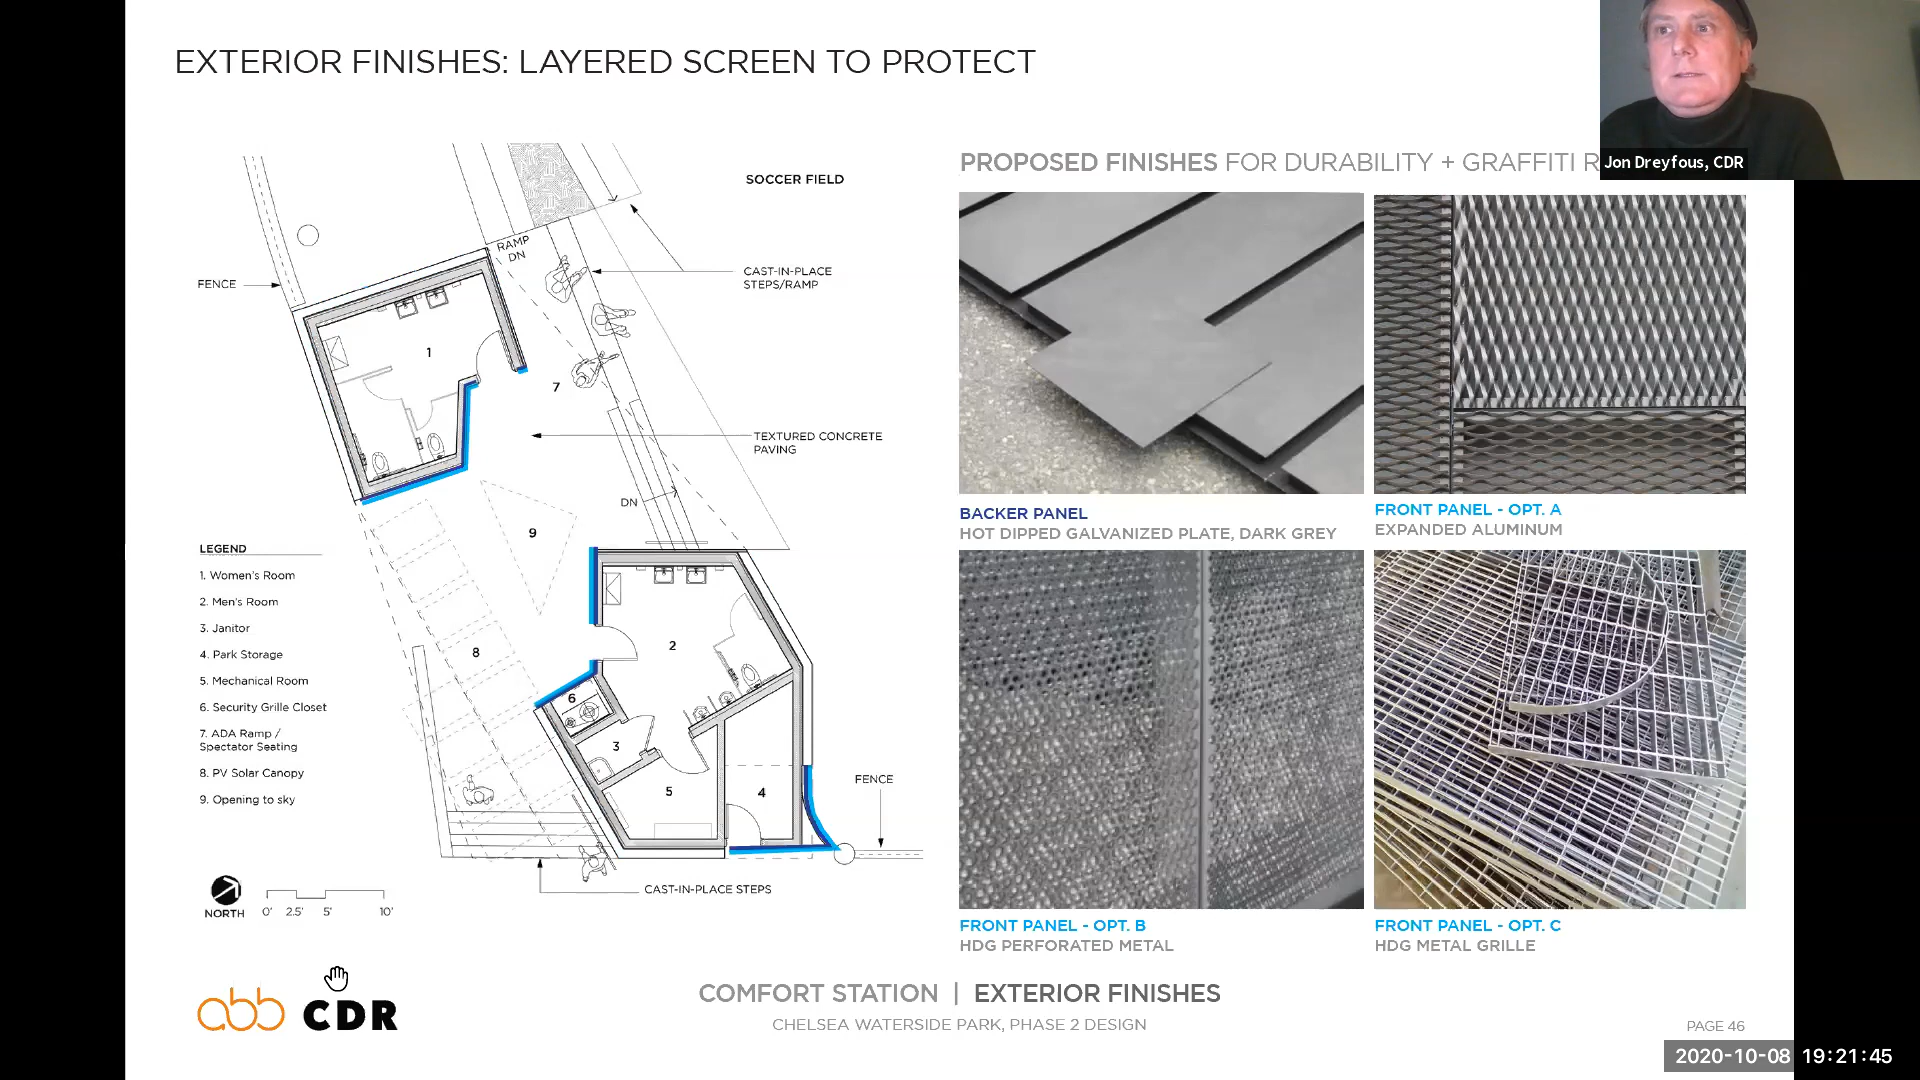 EXTERIOR FINISHES: LAYERED SCREEN TO PROTECT
Jon Dreyfous, CDR
PROPOSED FINISHES FOR DURABILITY + GRAFFITI
SOCCER FIELD
RAMP
DN
FENCE
CAST-IN-PLACE
STEPS/RAMP
1
7
TEXTURED CONCRETE
PAVING
DN
9
8
2
6
3
5
4
FENCE
CAST-IN-PLACE STEPS
LEGEND
1. Women's Room
2. Men's Room
3. Janitor
4. Park Storage
5. Mechanical Room
6. Security Grille Closet
7. ADA Ramp /
Spectator Seating
8. PV Solar Canopy
9. Opening to sky
NORTH
0' 2.5' 5' 10'
BACKER PANEL
HOT DIPPED GALVANIZED PLATE, DARK GREY
FRONT PANEL - OPT. A
EXPANDED ALUMINUM
FRONT PANEL - OPT. B
HDG PERFORATED METAL
FRONT PANEL - OPT. C
HDG METAL GRILLE
abb CDR
COMFORT STATION | EXTERIOR FINISHES
CHELSEA WATERSIDE PARK, PHASE 2 DESIGN
PAGE 46
2020-10-08 19:21:45